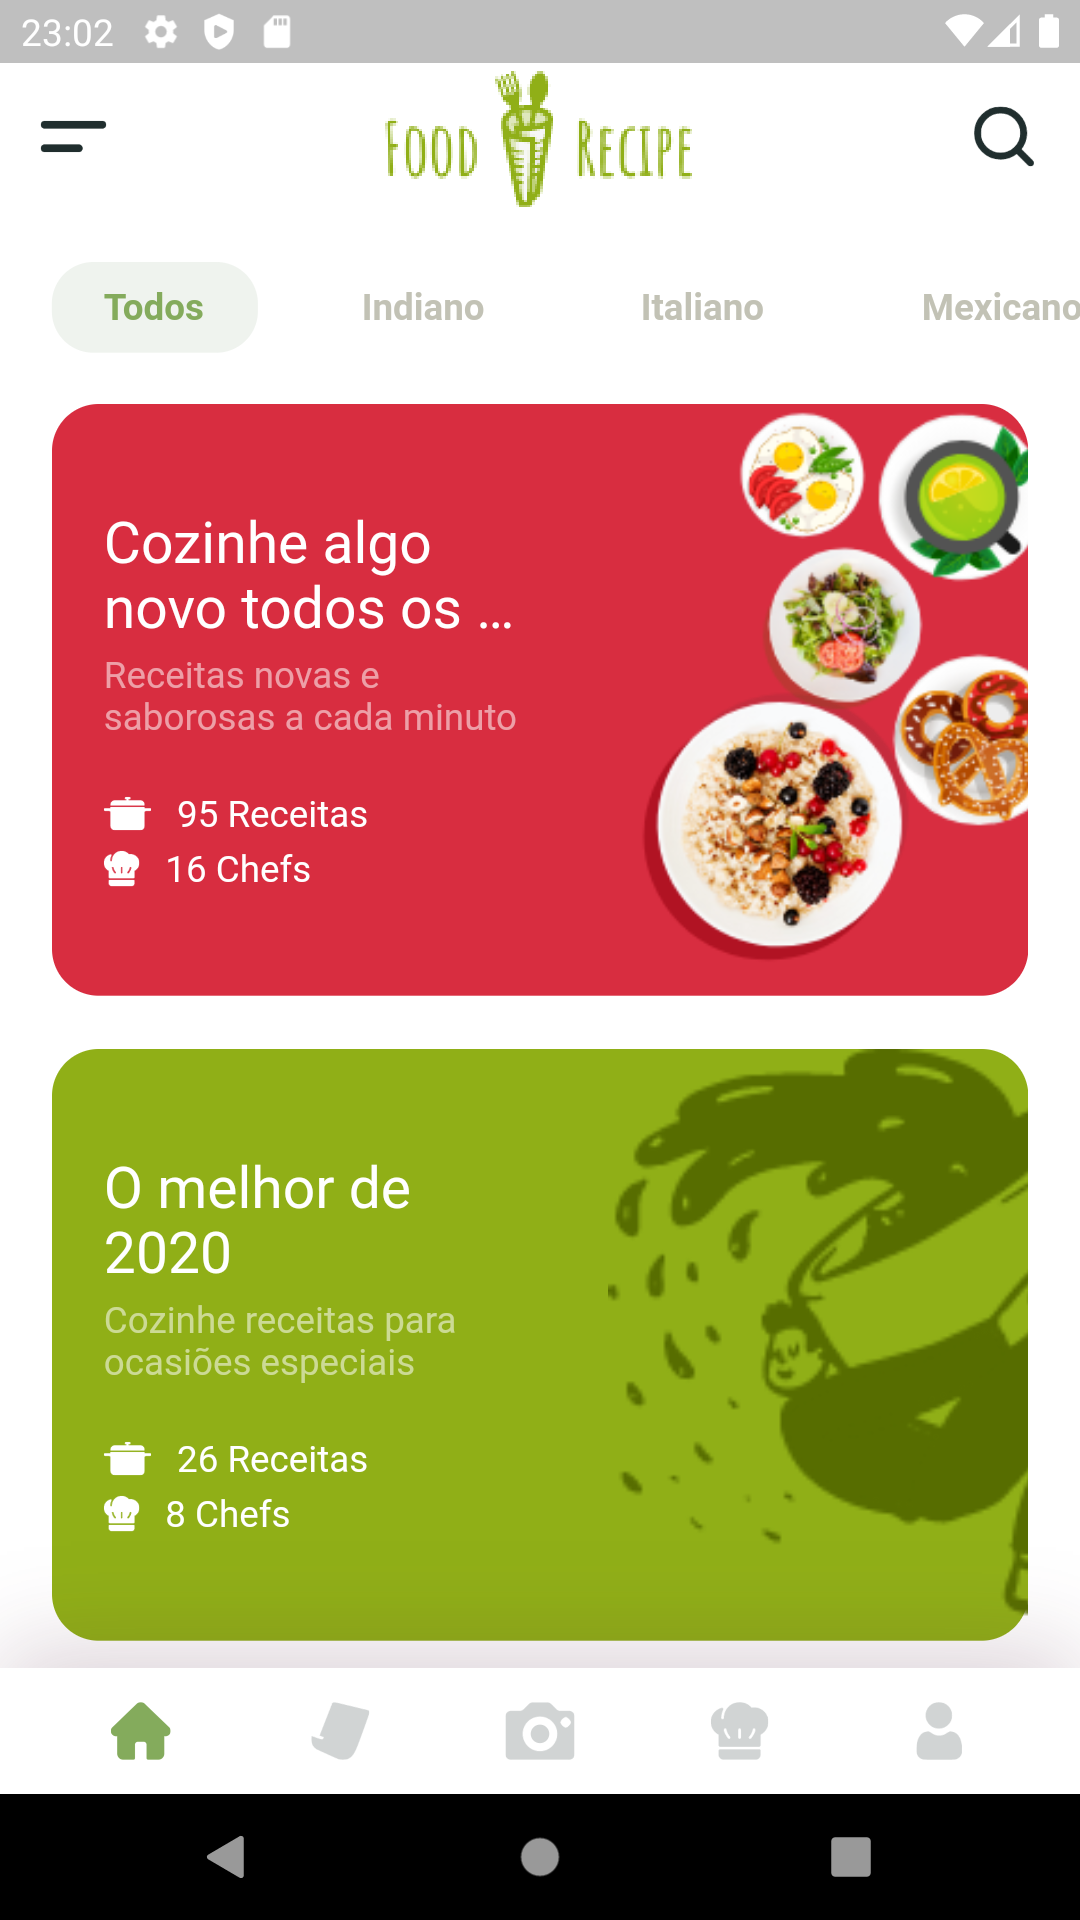 23:02
Food Recipe
Todos Indiano Italiano Mexicano
Cozinhe algo
novo todos os ...
Receitas novas e
saborosas a cada minuto
95 Receitas
16 Chefs
O melhor de
2020
Cozinhe receitas para
ocasiões especiais
26 Receitas
8 Chefs